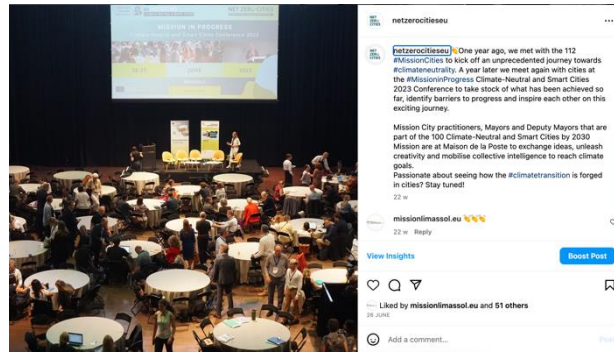 NET ZERO CITIES
MISSION IN PROGRESS
Climate Neutral and Smart Cities Conference 2023
netzerocitieseu
netzerocitieseu 👏One year ago, we met with the 112
#MissionCities to kick off an unprecedented journey towards
#climateneutrality. A year later we meet again with cities at
the #MissioninProgress Climate-Neutral and Smart Cities
2023 Conference to take stock of what has been achieved so
far, identify barriers to progress and inspire each other on this
exciting journey.
Mission City practitioners, Mayors and Deputy Mayors that are
part of the 100 Climate-Neutral and Smart Cities by 2030
Mission are at Maison de la Poste to exchange ideas, unleash
creativity and mobilise collective intelligence to reach climate
goals.
Passionate about seeing how the #climatetransition is forged
in cities? Stay tuned!
22 w
missionlimassol.eu 👏👏👏
22 w Reply
View Insights
Boost Post
Liked by missionlimassol.eu and 51 others
26 JUNE
Add a comment...